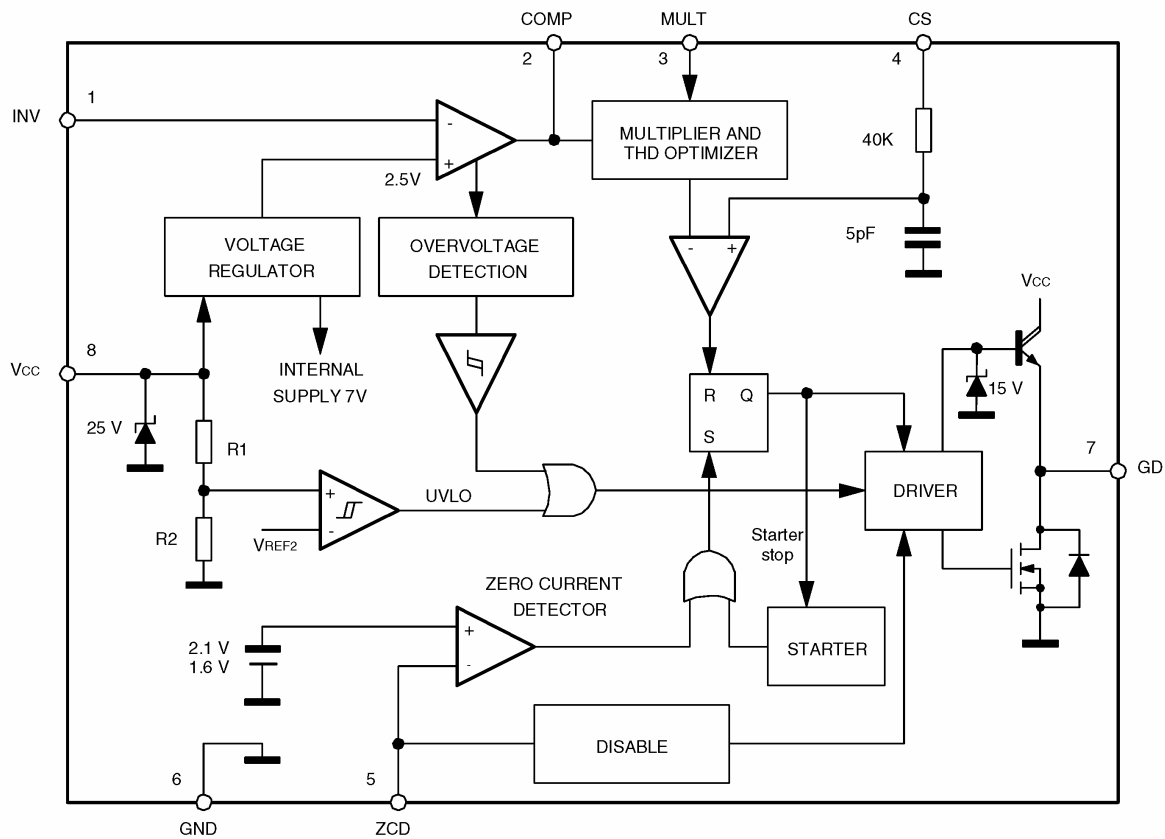 COMP
MULT
CS
2
3
4
INV
1
-
+
2.5V
MULTIPLIER AND
THD OPTIMIZER
40K
VOLTAGE
REGULATOR
OVERVOLTAGE
DETECTION
-
+
5pF
VCC
8
VCC
INTERNAL
SUPPLY 7V
25 V
R1
R
Q
S
15 V
7
GD
DRIVER
+
-
UVLO
R2
VREF2
Starter
stop
ZERO CURRENT
DETECTOR
+
-
2.1 V
1.6 V
STARTER
DISABLE
6
5
GND
ZCD